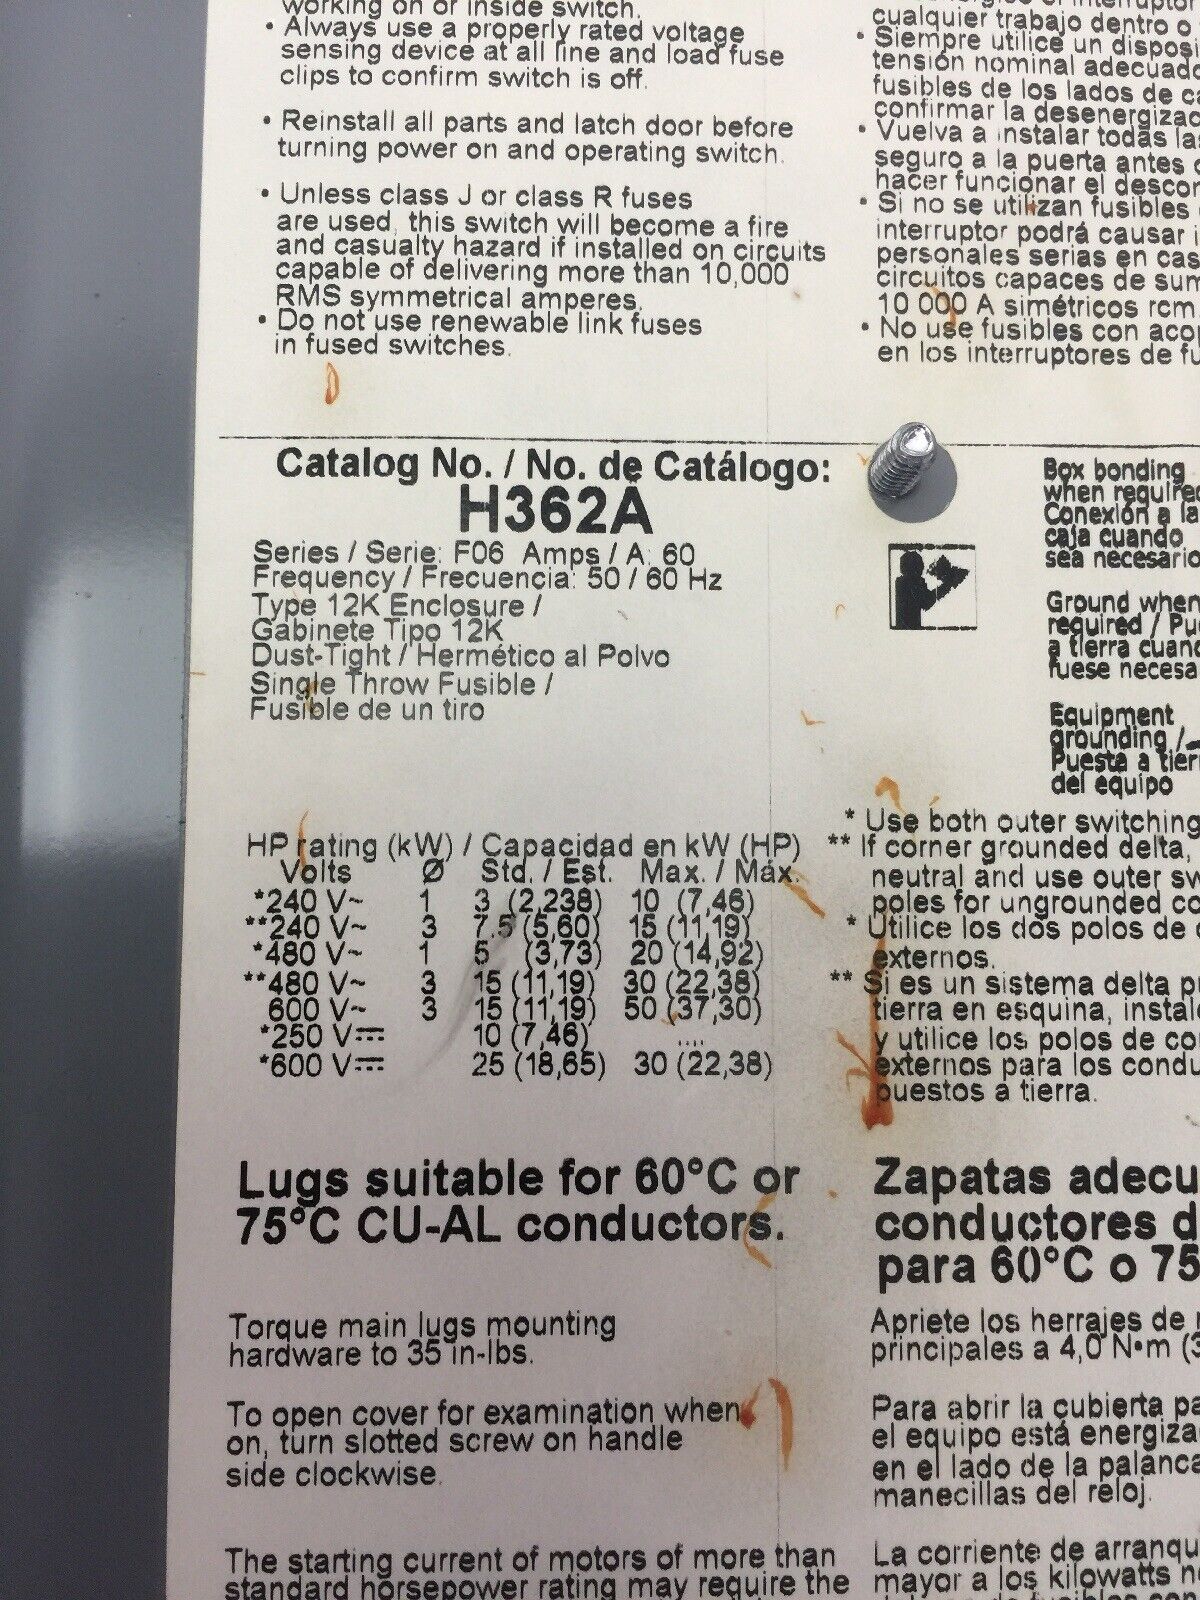 working on or inside switch.
• Always use a properly rated voltage
sensing device at all line and load fuse
clips to confirm switch is off.
• Reinstall all parts and latch door before
turning power on and operating switch.
• Unless class J or class R fuses
are used, this switch will become a fire
and casualty hazard if installed on circuits
capable of delivering more than 10,000
RMS symmetrical amperes.
• Do not use renewable link fuses
in fused switches.
cualquier trabajo dentro o
• Siempre utilice un disposi
tensión nominal adecuado
fusibles de los lados de ca
confirmar la desenergizac
• Vuelva a instalar todas la
seguro a la puerta antes
hacer funcionar el descon
• Si no se utilizan fusibles
interruptor podrá causar
personales serias en cas
circuitos capaces de sum
10 000 A simétricos rcm
• No use fusibles con aco
en los interruptores de fu
Catalog No. / No. de Catálogo:
H362A
Series / Serie: F06 Amps / A: 60
Frequency / Frecuencia: 50 / 60 Hz
Type 12K Enclosure /
Gabinete Tipo 12K
Dust-Tight / Hermético al Polvo
Single Throw Fusible /
Fusible de un tiro
Box bonding
when required
Conexión a la
caja cuando
sea necesario
Ground when
required / Pu
a tierra cuand
fuese necesa
Equipment
grounding /
Puesta a tier
del equipo
HP rating (kW) / Capacidad en kW (HP)
Volts Ø Std. / Est. Max. / Máx.
*240 V~ 1 3 (2,238) 10 (7,46)
**240 V~ 3 7.5 (5,60) 15 (11,19)
*480 V~ 1 5 (3,73) 20 (14,92)
**480 V~ 3 15 (11,19) 30 (22,38)
600 V~ 3 15 (11,19) 50 (37,30)
*250 V⎓ 10 (7,46) ....
*600 V⎓ 25 (18,65) 30 (22,38)
* Use both outer switching
** If corner grounded delta,
neutral and use outer sw
poles for ungrounded co
* Utilice los dos polos de
externos.
** Si es un sistema delta pu
tierra en esquina, instale
y utilice los polos de co
externos para los condu
puestos a tierra.
Lugs suitable for 60°C or
75°C CU-AL conductors.
Torque main lugs mounting
hardware to 35 in-lbs.
To open cover for examination when
on, turn slotted screw on handle
side clockwise.
The starting current of motors of more than
standard horsepower rating may require the
Zapatas adecu
conductores d
para 60°C o 75
Apriete los herrajes de
principales a 4,0 N•m (3
Para abrir la cubierta pa
el equipo está energiza
en el lado de la palanca
manecillas del reloj.
La corriente de arranqu
mayor a los kilowatts n